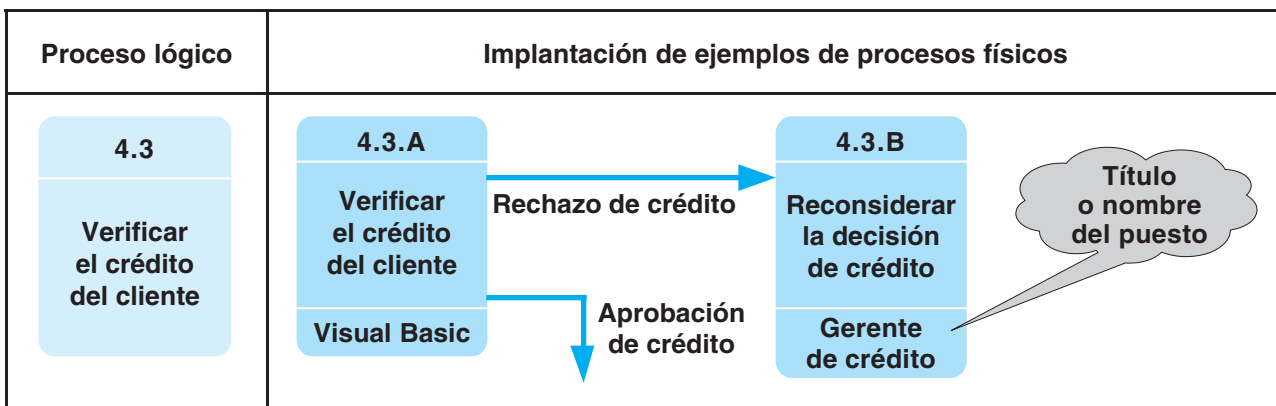 Proceso lógico
Implantación de ejemplos de procesos físicos
4.3
Verificar
el crédito
del cliente
4.3.A
Verificar
el crédito
del cliente
Visual Basic
Rechazo de crédito
Aprobación
de crédito
4.3.B
Reconsiderar
la decisión
de crédito
Gerente
de crédito
Título
o nombre
del puesto